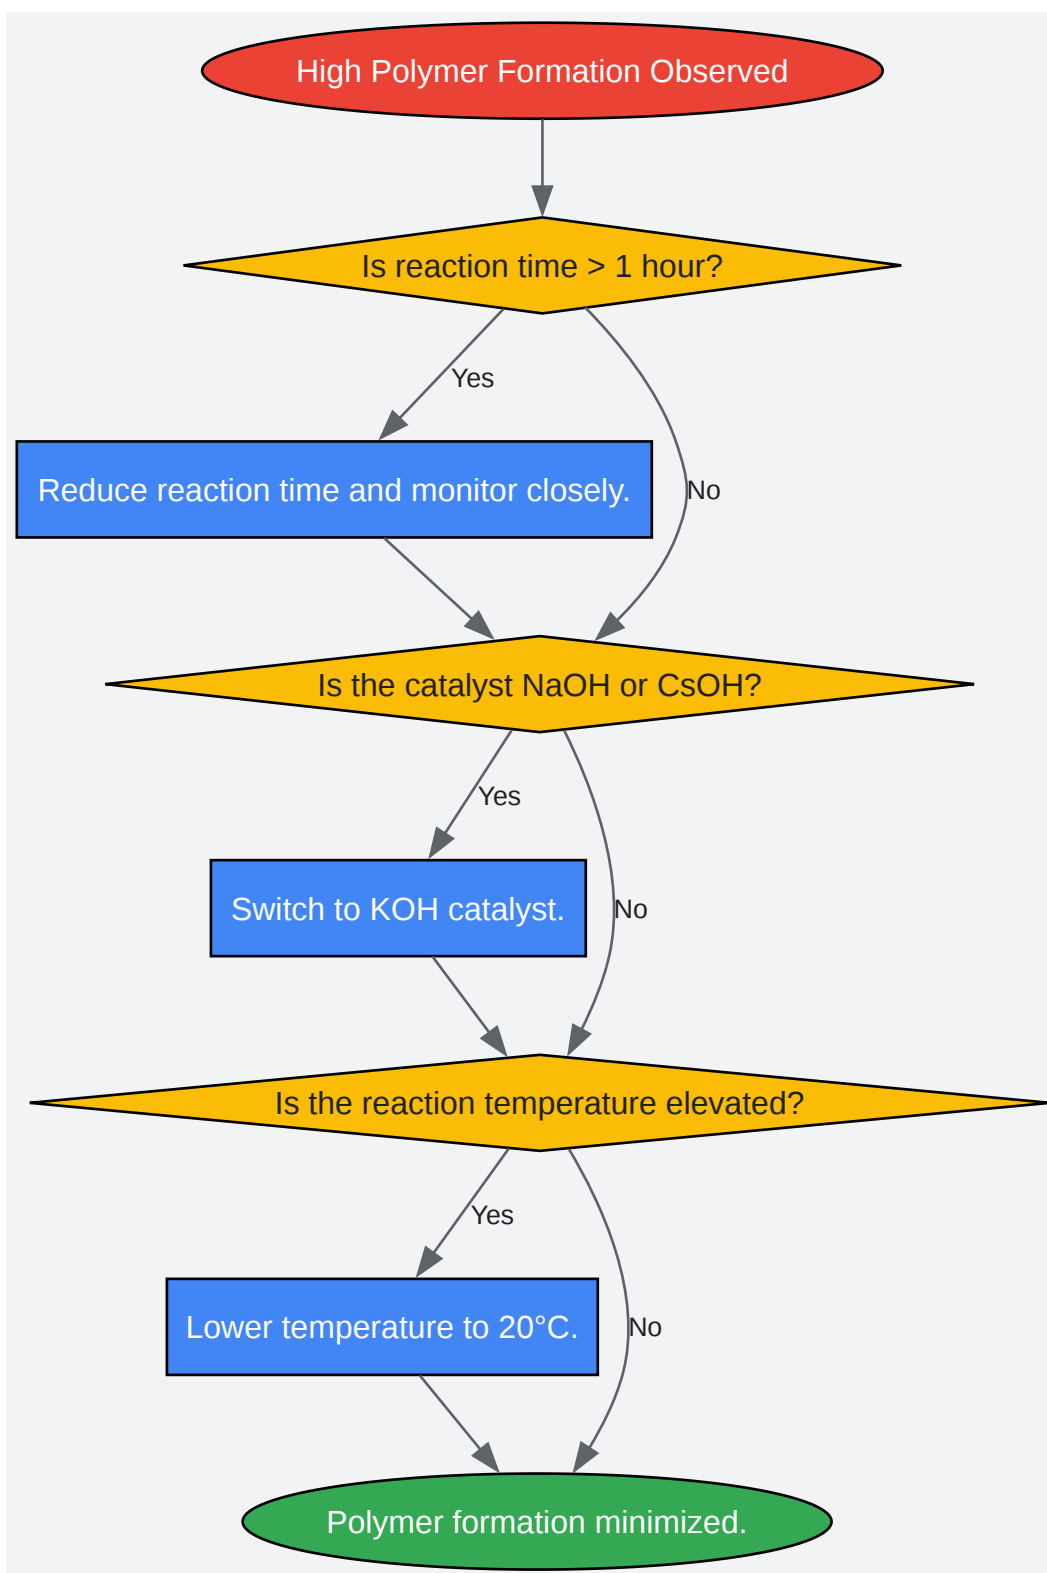 High Polymer Formation Observed
Is reaction time > 1 hour?
Yes
Reduce reaction time and monitor closely.
No
Is the catalyst NaOH or CsOH?
Yes
Switch to KOH catalyst.
No
Is the reaction temperature elevated?
Yes
Lower temperature to 20°C.
No
Polymer formation minimized.